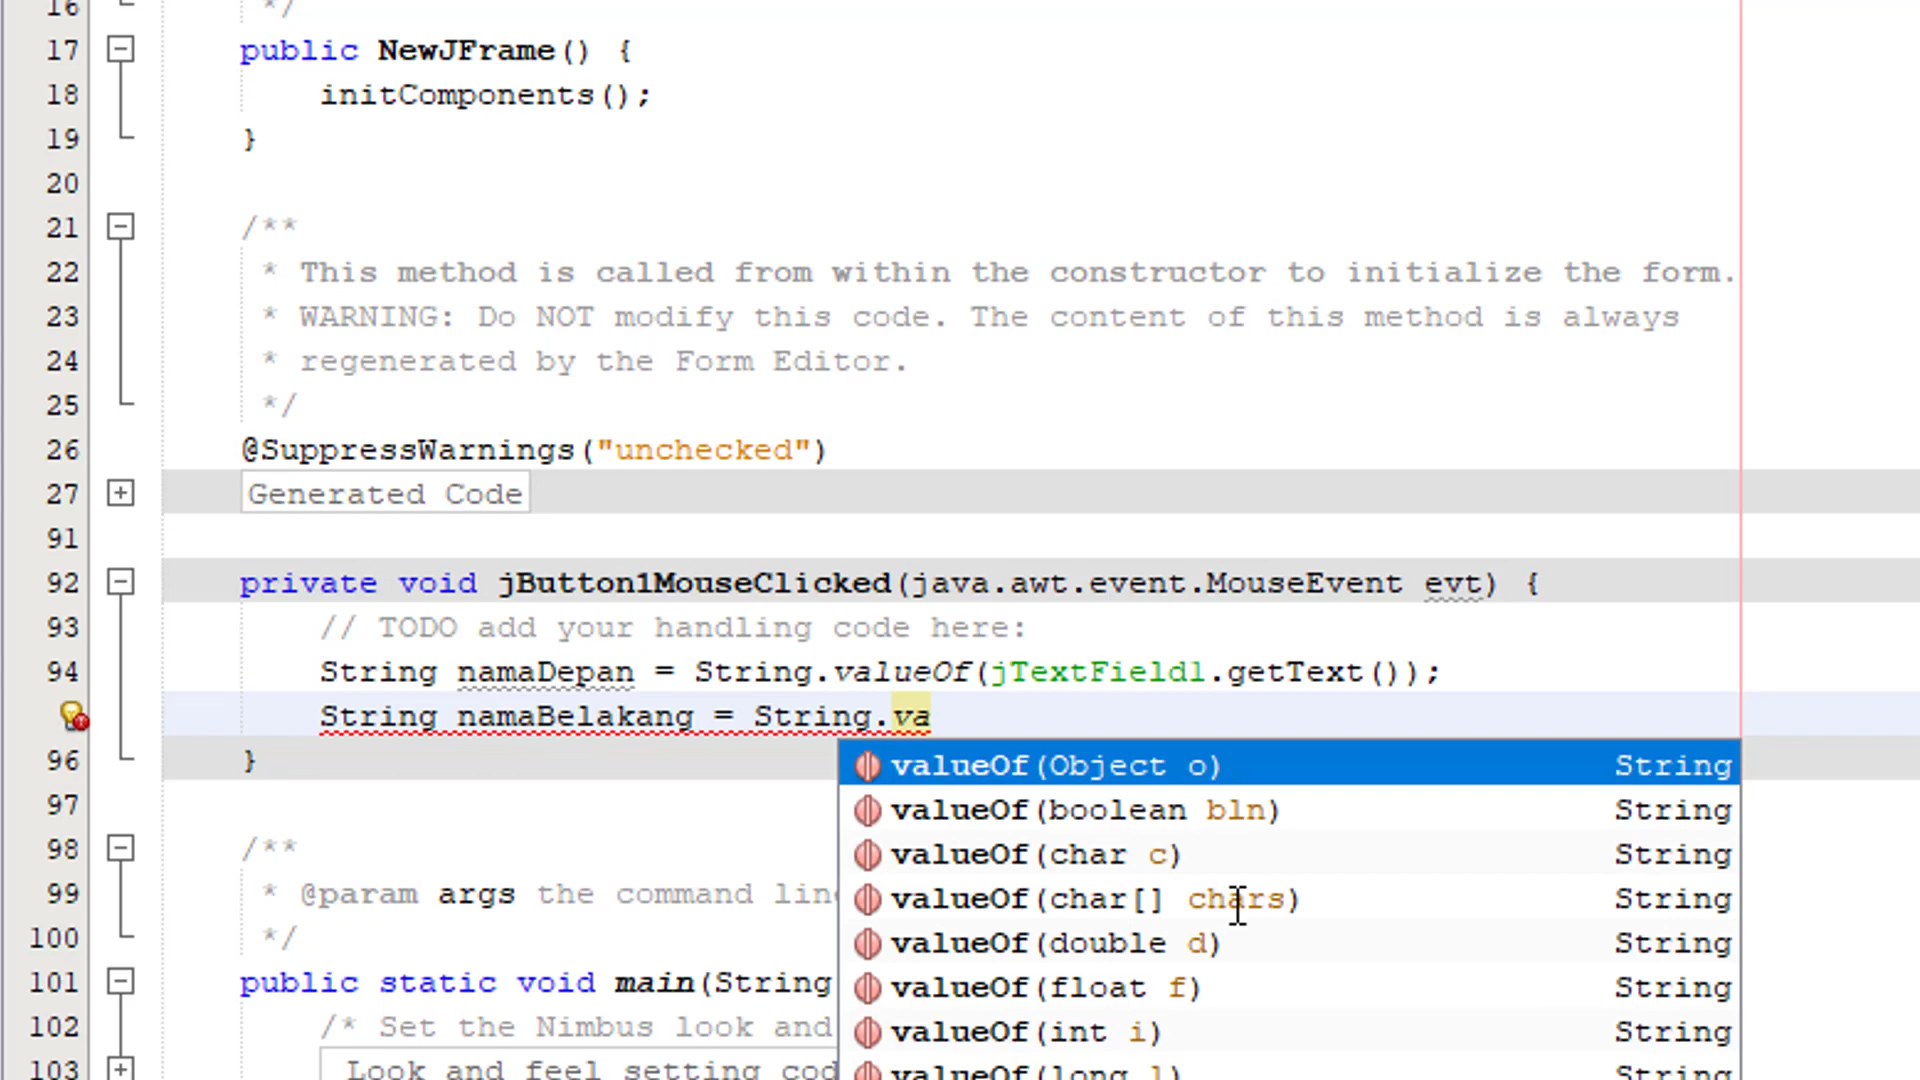 16 */
17 public NewJFrame() {
18 initComponents();
19 }
20
21 /**
22 * This method is called from within the constructor to initialize the form.
23 * WARNING: Do NOT modify this code. The content of this method is always
24 * regenerated by the Form Editor.
25 */
26 @SuppressWarnings("unchecked")
27 Generated Code
91
92 private void jButton1MouseClicked(java.awt.event.MouseEvent evt) {
93 // TODO add your handling code here:
94 String namaDepan = String.valueOf(jTextField1.getText());
String namaBelakang = String.va
96 }
valueOf(Object o) String
97
valueOf(boolean bln) String
98 /**
valueOf(char c) String
99 * @param args the command lin
valueOf(char[] chars) String
100 */
valueOf(double d) String
101 public static void main(String
valueOf(float f) String
102 /* Set the Nimbus look and
valueOf(int i) String
103 Look and feel setting cod
valueOf(long l) String